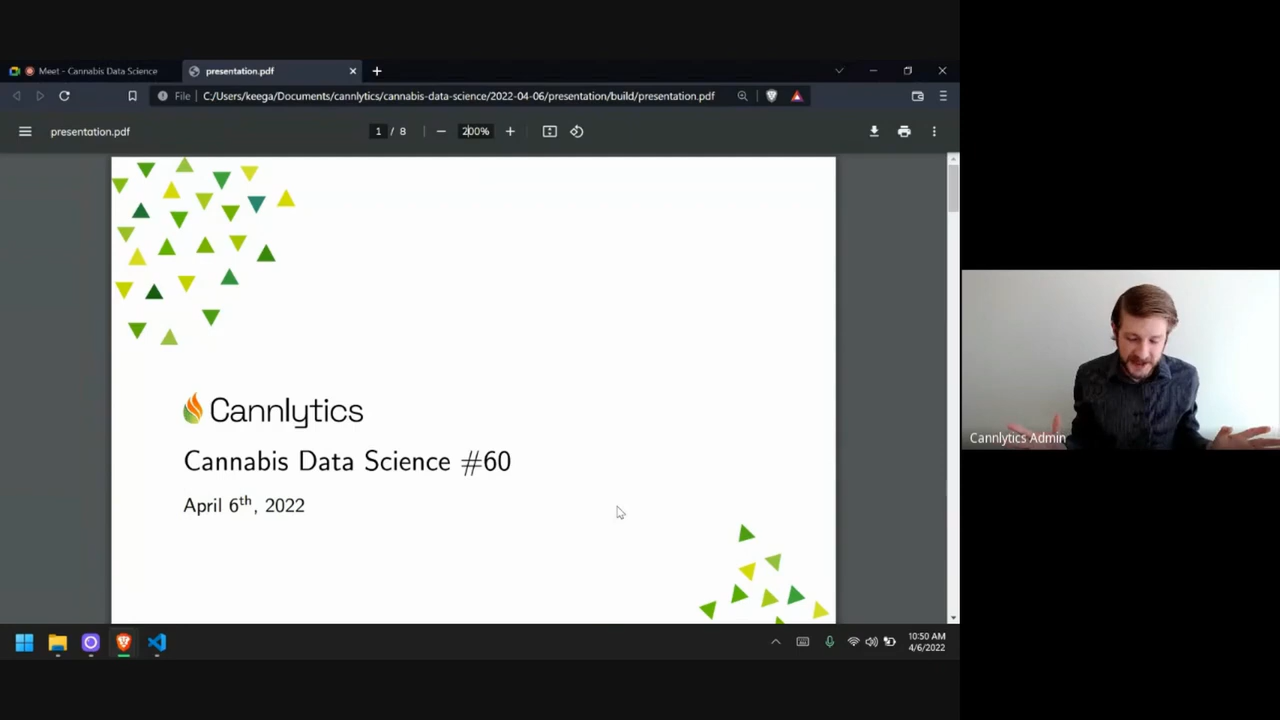 Meet - Cannabis Data Science
presentation.pdf
File C:/Users/keega/Documents/cannlytics/cannabis-data-science/2022-04-06/presentation/build/presentation.pdf
presentation.pdf
1 / 8
200%
Cannlytics
Cannabis Data Science #60
April 6th, 2022
Cannlytics Admin
10:50 AM
4/6/2022